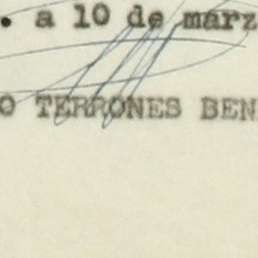 . a 10 de marz
O TERRONES BEN